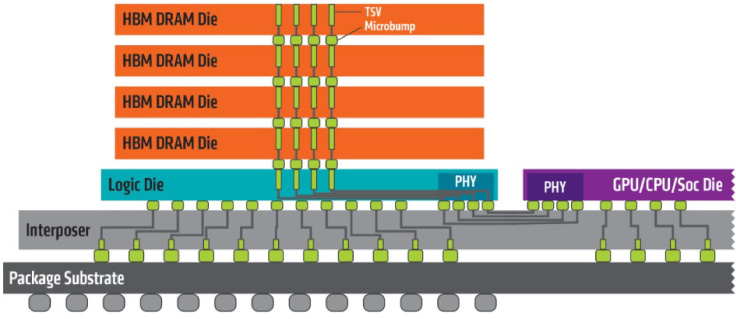 HBM DRAM Die
TSV
Microbump
HBM DRAM Die
HBM DRAM Die
HBM DRAM Die
Logic Die
PHY
PHY
GPU/CPU/Soc Die
Interposer
Package Substrate